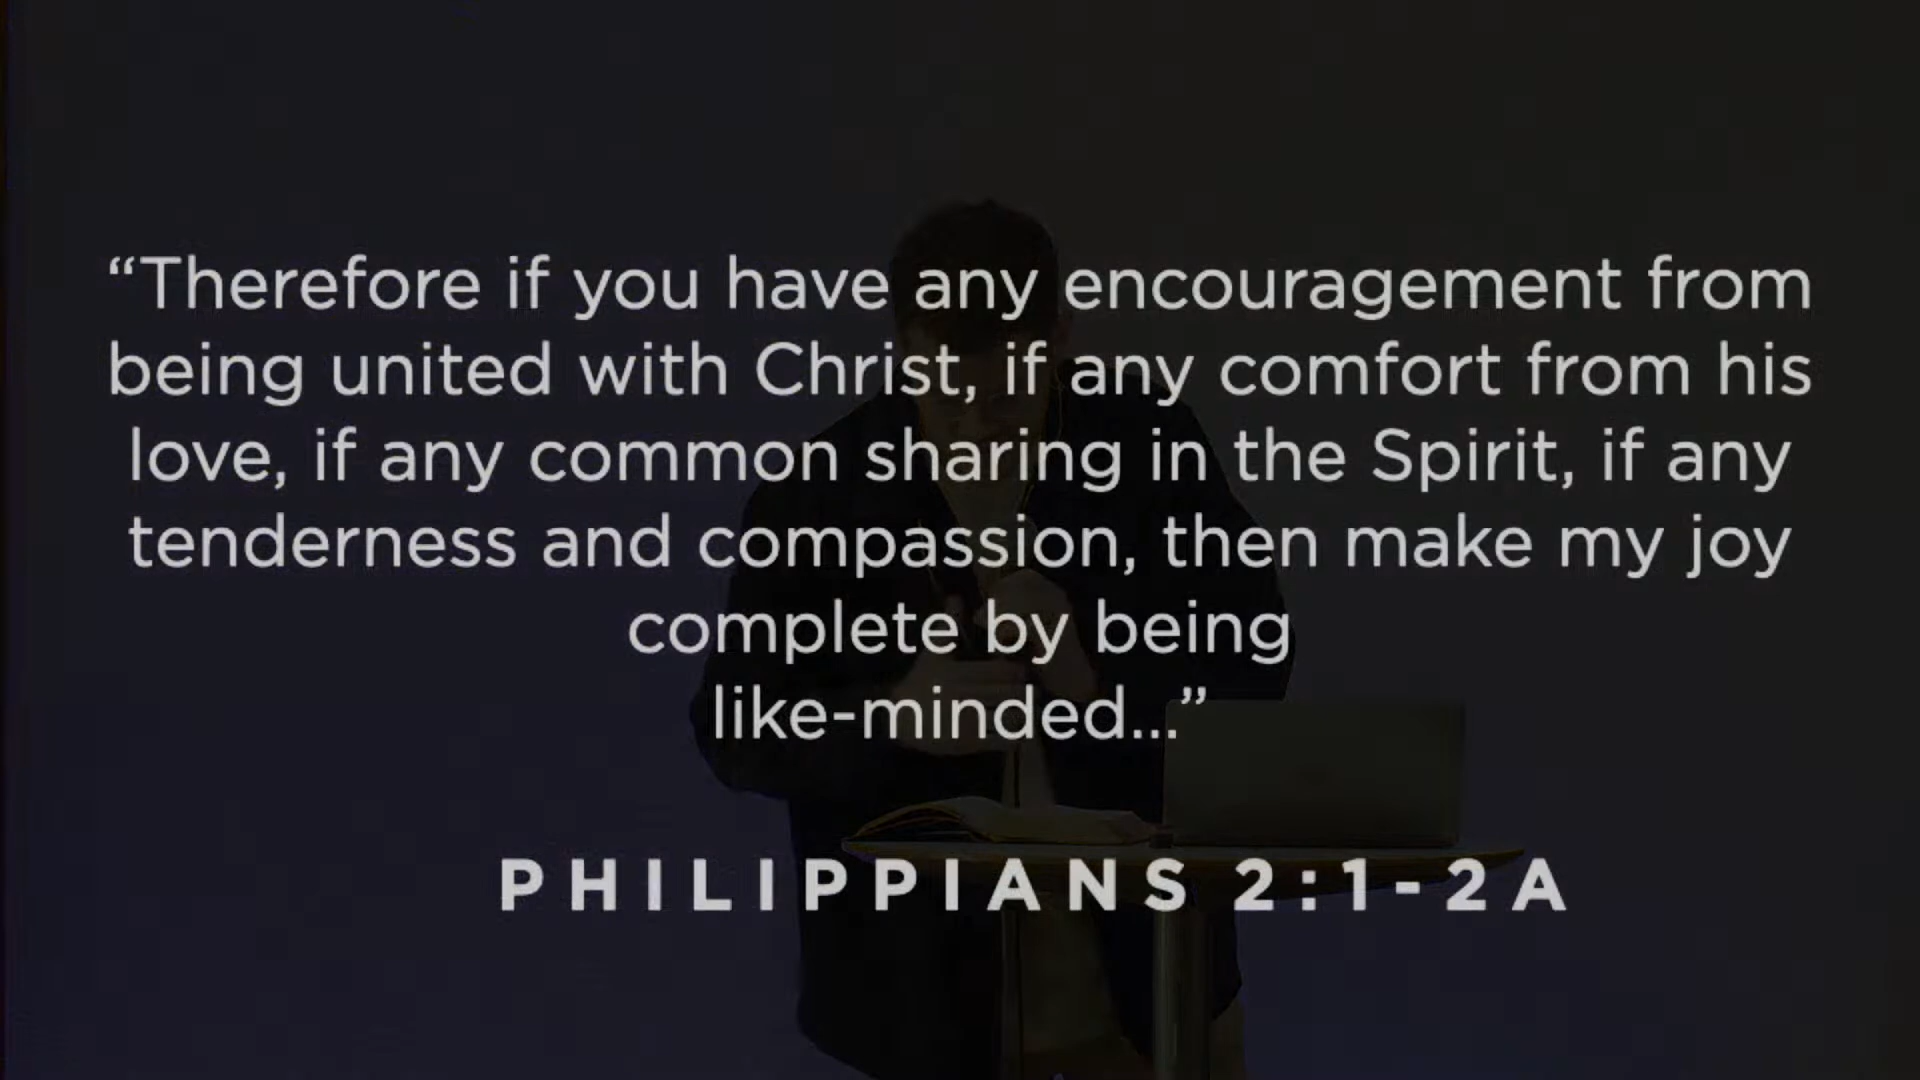 “Therefore if you have any encouragement from
being united with Christ, if any comfort from his
love, if any common sharing in the Spirit, if any
tenderness and compassion, then make my joy
complete by being
like-minded...”
PHILIPPIANS 2:1-2A